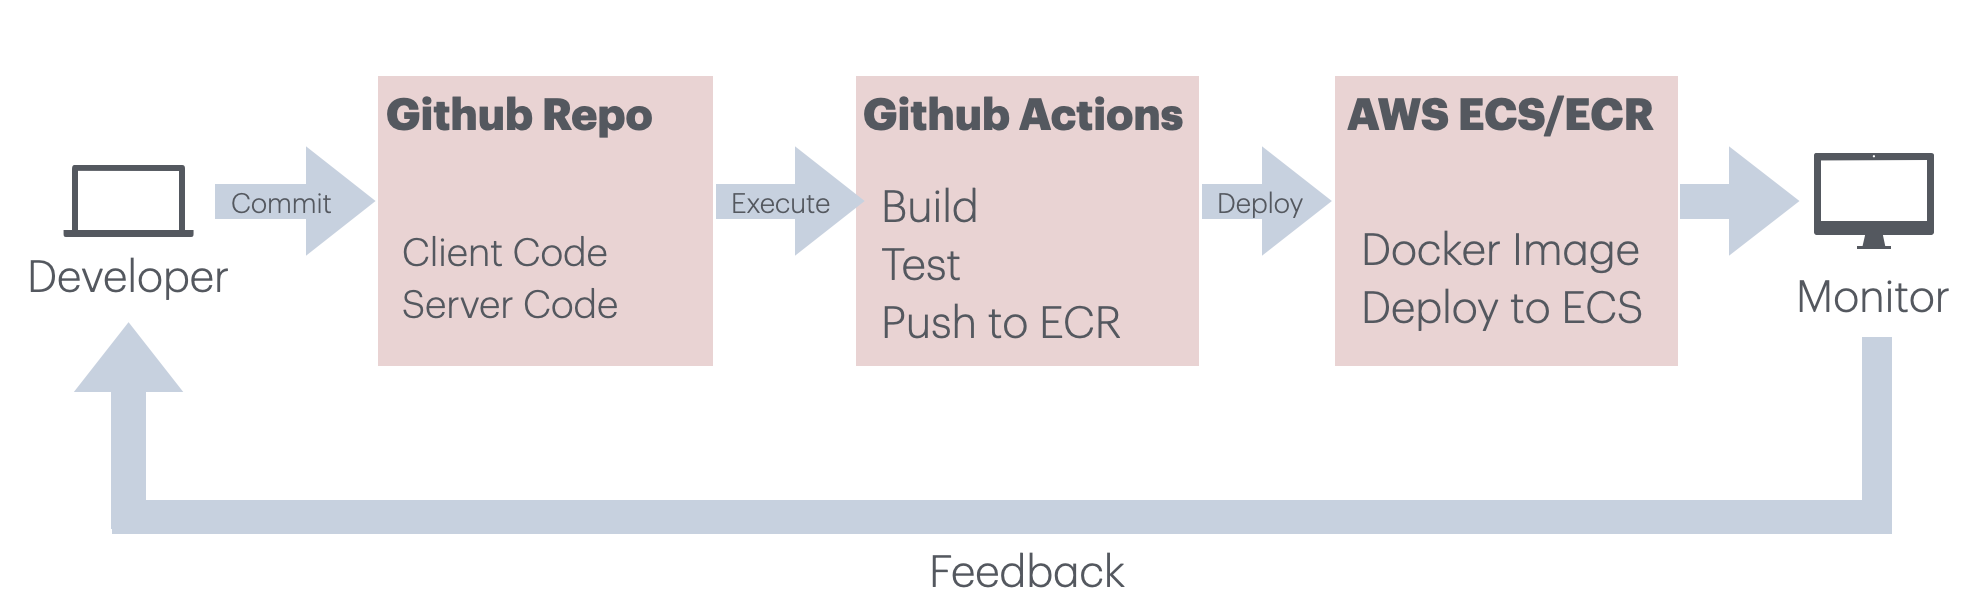 Github Repo
Github Actions
AWS ECS/ECR
Developer
Commit
Client Code
Server Code
Execute
Build
Test
Push to ECR
Deploy
Docker Image
Deploy to ECS
Monitor
Feedback